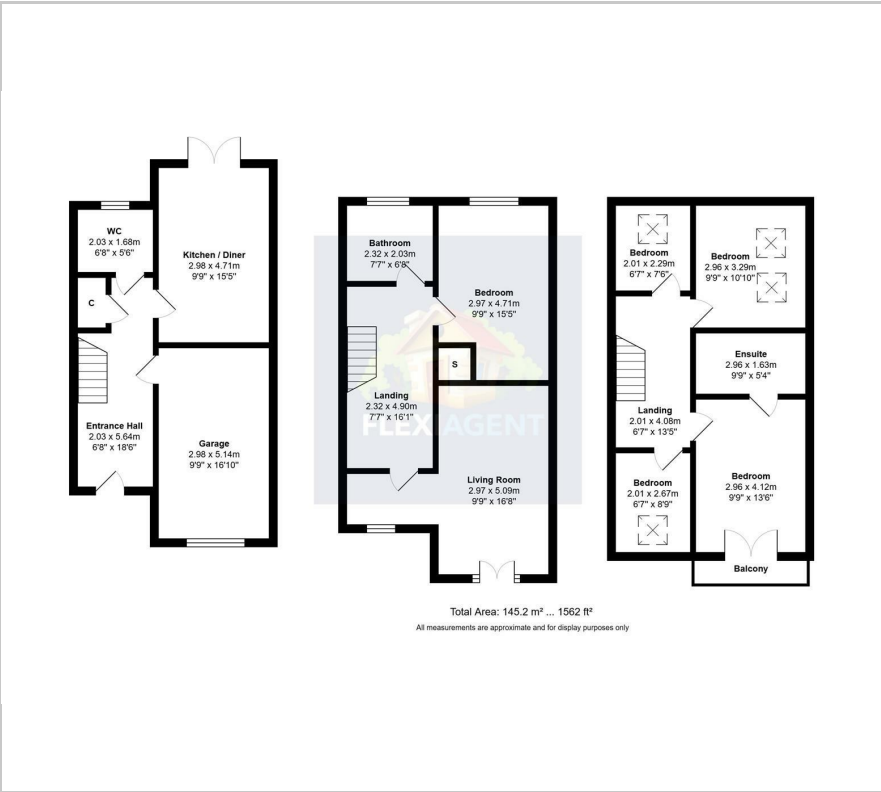 WC
2.03 x 1.68m
6'8" x 5'6"
C
Kitchen / Diner
2.98 x 4.71m
9'9" x 15'5"
Entrance Hall
2.03 x 5.64m
6'8" x 18'6"
Garage
2.98 x 5.14m
9'9" x 16'10"
Bathroom
2.32 x 2.03m
7'7" x 6'8"
Bedroom
2.97 x 4.71m
9'9" x 15'5"
S
Landing
2.32 x 4.90m
7'7" x 16'1"
FLEXIAGENT
Living Room
2.97 x 5.09m
9'9" x 16'8"
Bedroom
2.01 x 2.29m
6'7" x 7'6"
Bedroom
2.96 x 3.29m
9'9" x 10'10"
Ensuite
2.96 x 1.63m
9'9" x 5'4"
Landing
2.01 x 4.08m
6'7" x 13'5"
Bedroom
2.01 x 2.67m
6'7" x 8'9"
Bedroom
2.96 x 4.12m
9'9" x 13'6"
Balcony
Total Area: 145.2 m² ... 1562 ft²
All measurements are approximate and for display purposes only